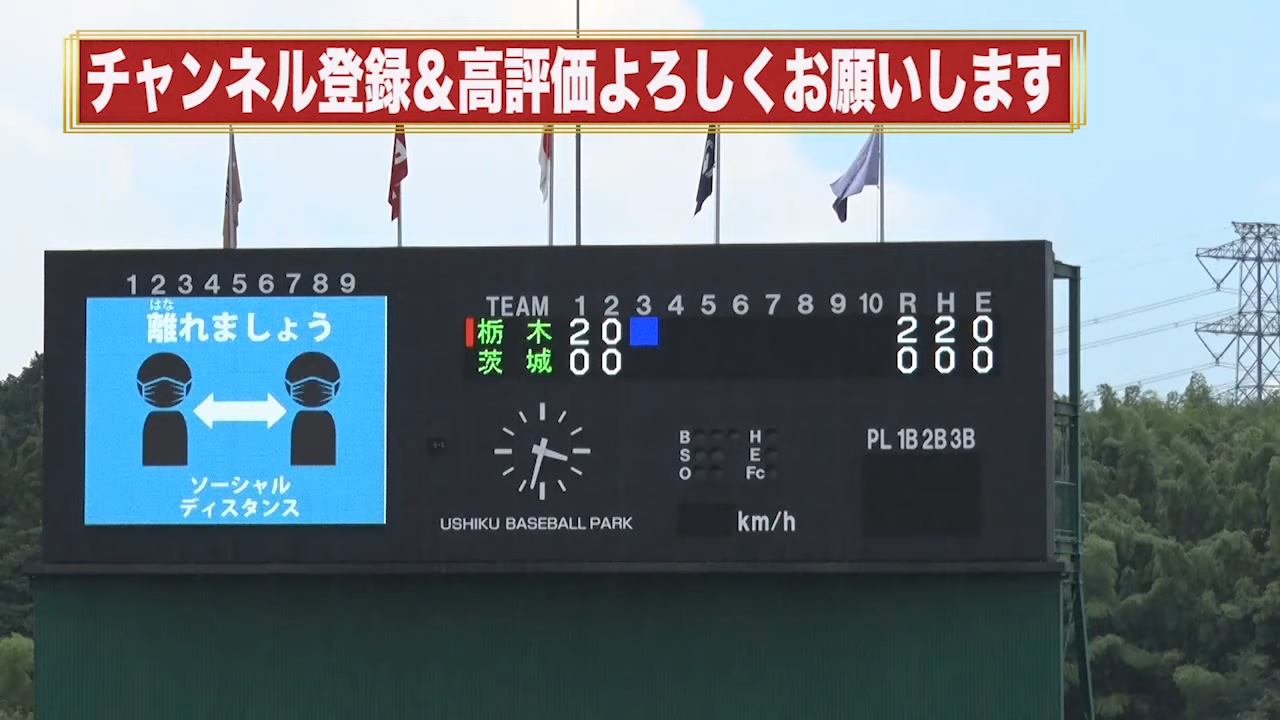 チャンネル登録&高評価よろしくお願いします
1 2 3 4 5 6 7 8 9
はな
離れましょう
ソーシャル
ディスタンス
TEAM 1 2 3 4 5 6 7 8 9 10 R H E
栃木 2 0 2 2 0
茨城 0 0 0 0 0
B H
S E
O Fc
PL 1B 2B 3B
USHIKU BASEBALL PARK
km/h